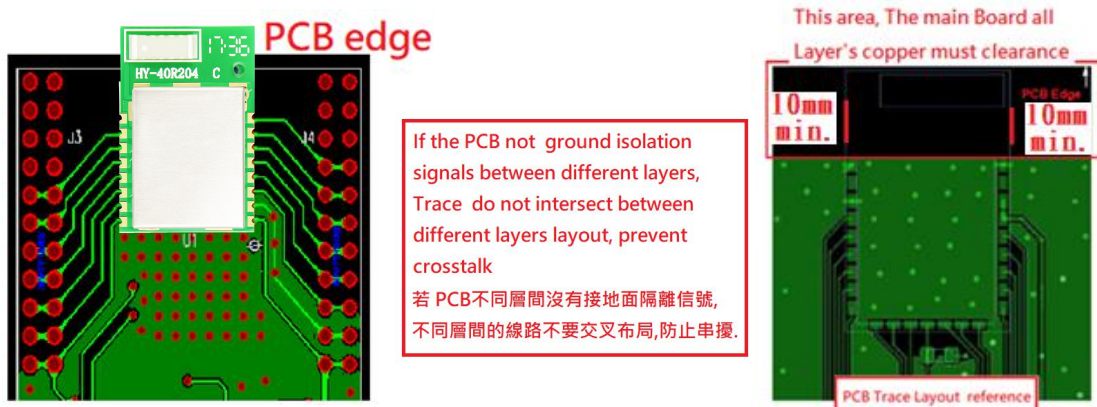 PCB edge
1736
HY-40R204 C
J3
J4
U1
If the PCB not ground isolation
signals between different layers,
Trace do not intersect between
different layers layout, prevent
crosstalk
若 PCB不同層間沒有接地面隔離信號,
不同層間的線路不要交叉布局,防止串擾.
This area, The main Board all
Layer's copper must clearance
PCB Edge
10mm
min.
10mm
min.
PCB Trace Layout reference